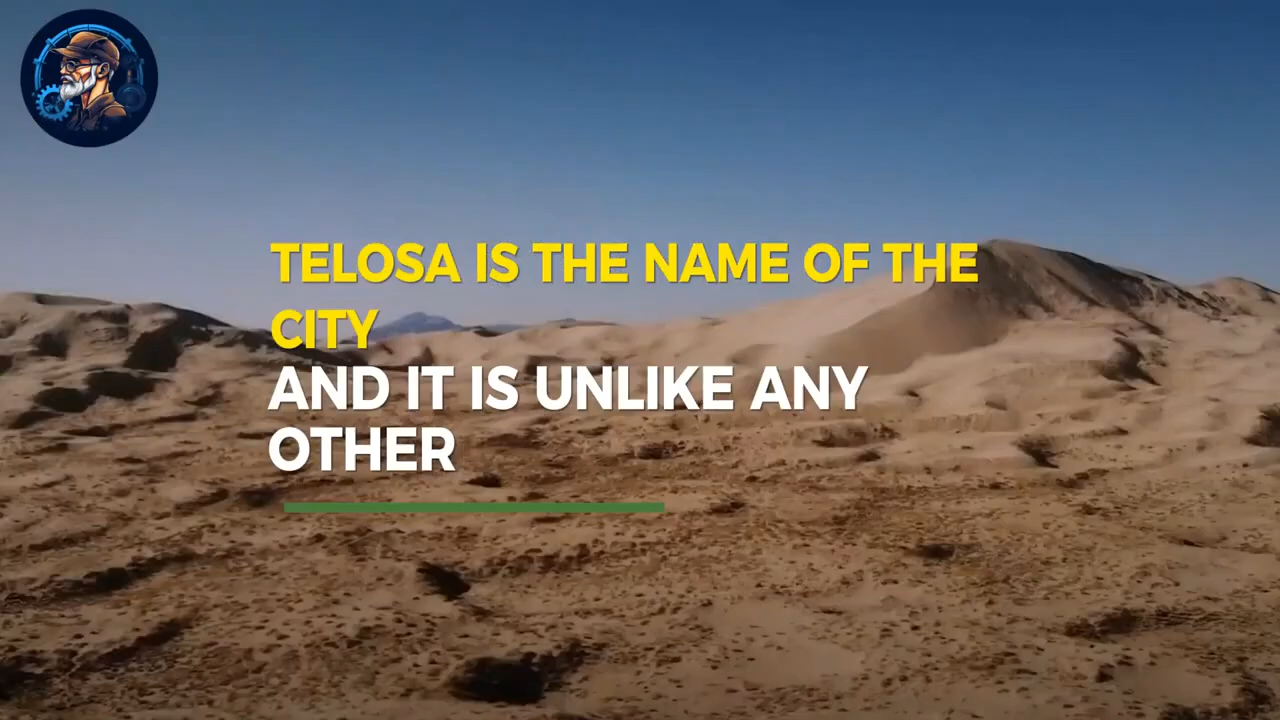 TELOSA IS THE NAME OF THE
CITY
AND IT IS UNLIKE ANY
OTHER